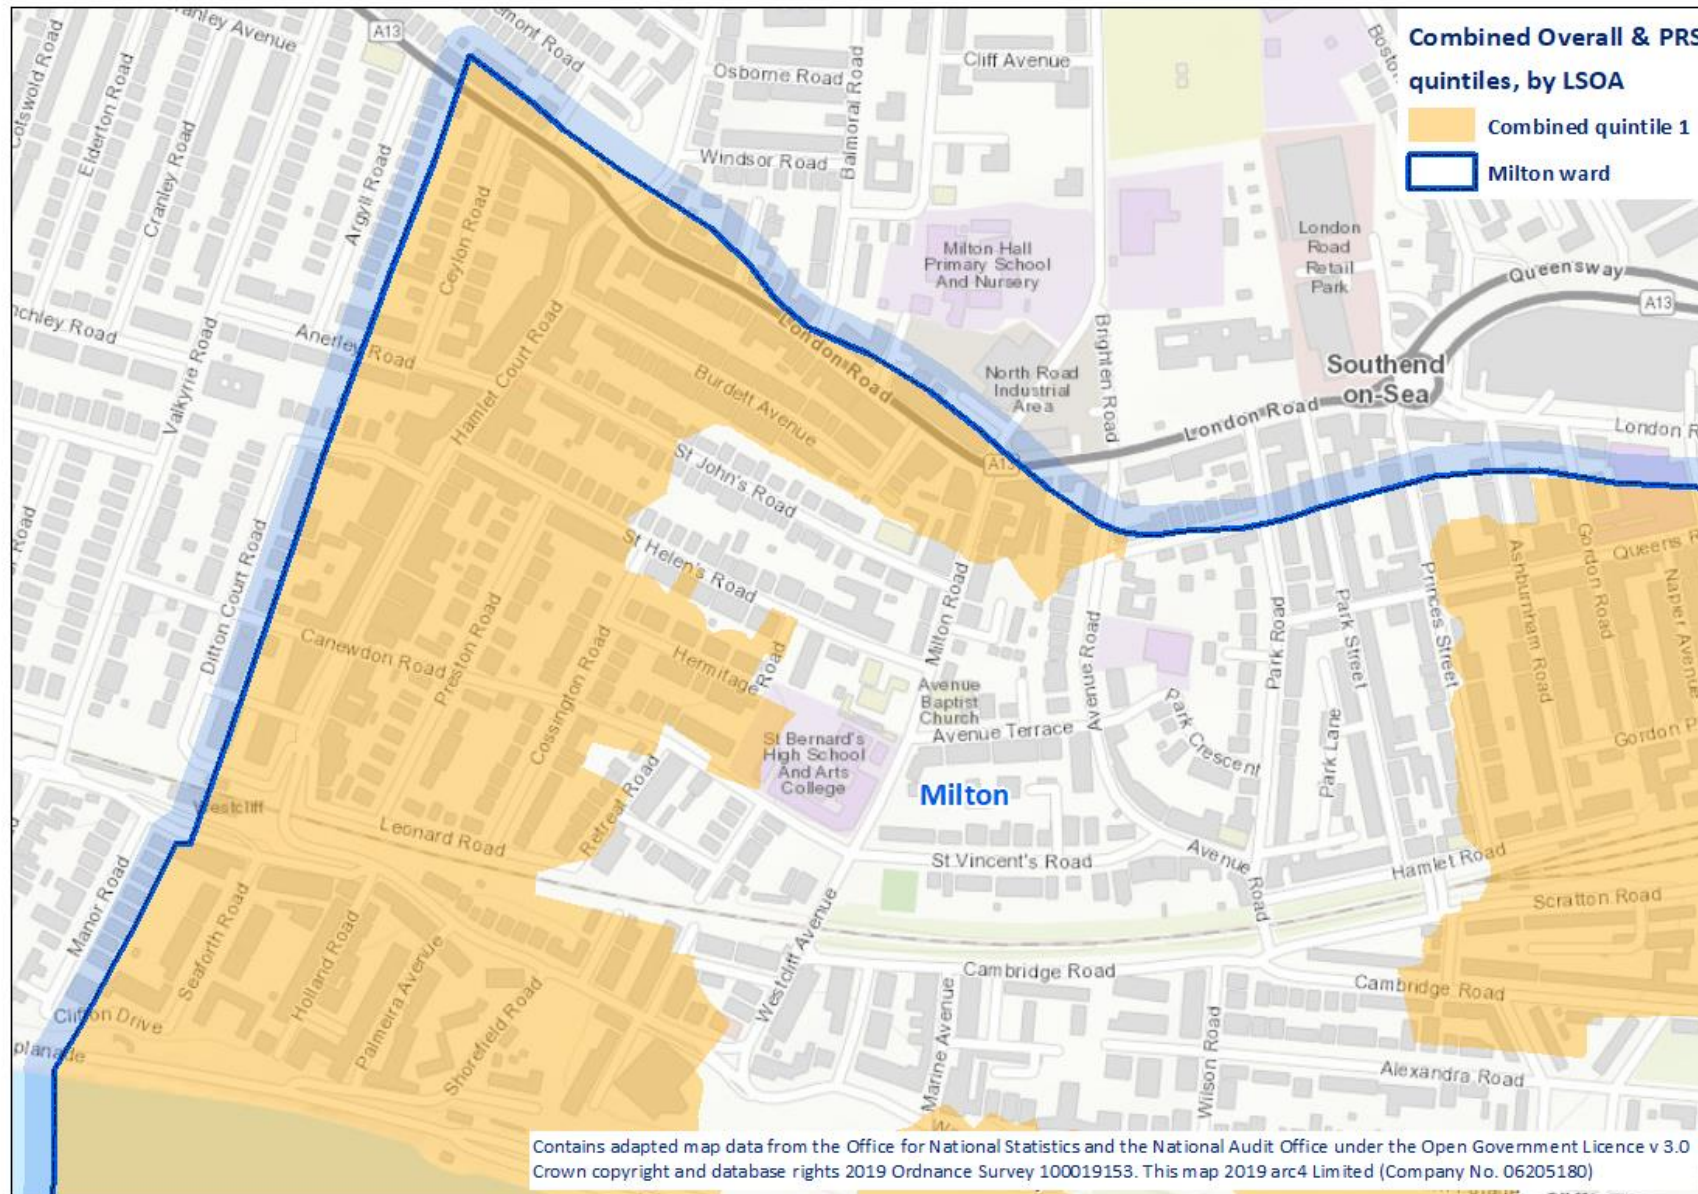 Combined Overall & PRS
quintiles, by LSOA
Combined quintile 1
Milton ward
A13
Cliff Avenue
Osborne Road
Balmoral Road
Windsor Road
Elderton Road
Cranley Road
Argyll Road
Ceylon Road
Milton Hall
Primary School
And Nursery
London
Road
Retail
Park
Queensway
A13
Valkyrie Road
Anerley Road
Hamlet Court Road
London Road
Burdett Avenue
North Road
Industrial
Area
Brighten Road
Southend
on-Sea
London Road
A13
St John's Road
St Helen's Road
Ditton Court Road
Canewdon Road
Preston Road
Cossington Road
Hermitage Road
Milton Road
Avenue Road
Park Road
Park Street
Princes Street
Ashburnham Road
Gordon Road
Avenue
Baptist
Church
Avenue Terrace
Park Crescent
Park Lane
St Bernard's
High School
And Arts
College
Milton
Retreat Road
Westcliff
Leonard Road
St Vincent's Road
Avenue Road
Hamlet Road
Scratton Road
Manor Road
Seaforth Road
Holland Road
Palmeira Avenue
Shorefield Road
Westcliff Avenue
Cambridge Road
Cambridge Road
Marine Avenue
Wilson Road
Alexandra Road
Clifton Drive
Contains adapted map data from the Office for National Statistics and the National Audit Office under the Open Government Licence v 3.0
Crown copyright and database rights 2019 Ordnance Survey 100019153. This map 2019 arc4 Limited (Company No. 06205180)